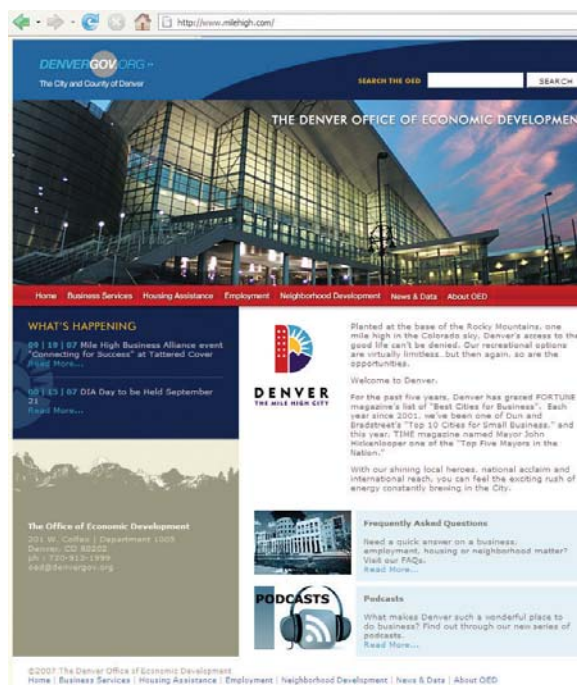 http://www.milehigh.com/
DENVERGOV.ORG
The City and County of Denver
SEARCH THE OED
SEARCH
THE DENVER OFFICE OF ECONOMIC DEVELOPMEN
Home Business Services Housing Assistance Employment Neighborhood Development News & Data About OED
WHAT'S HAPPENING
09 | 19 | 07 Mile High Business Alliance event
"Connecting for Success" at Tattered Cover
Read More...
07 DIA Day to be Held September
21
Read More...
DENVER
THE MILE HIGH CITY
Planted at the base of the Rocky Mountains, one
mile high in the Colorado sky, Denver's access to the
good life can't be denied. Our recreational options
are virtually limitless...but then again, so are the
opportunities.
Welcome to Denver.
For the past five years, Denver has graced FORTUNE
magazine's list of "Best Cities for Business". Each
year since 2001, we've been one of Dun and
Bradstreet's "Top 10 Cities for Small Business," and
this year, TIME magazine named Mayor John
Hickenlooper one of the "Top Five Mayors in the
Nation."
With our shining local heroes, national acclaim and
international reach, you can feel the exciting rush of
energy constantly brewing in the City.
The Office of Economic Development
201 W. Colfax | Department 1005
Denver, CO 80202
ph : 720-913-1999
oed@denvergov.org
Frequently Asked Questions
Need a quick answer on a business,
employment, housing or neighborhood matter?
Visit our FAQs.
Read More...
PODCASTS
Podcasts
What makes Denver such a wonderful place to
do business? Find out through our new series of
podcasts.
Read More...
©2007 The Denver Office of Economic Development
Home | Business Services | Housing Assistance | Employment | Neighborhood Development | News & Data | About OED